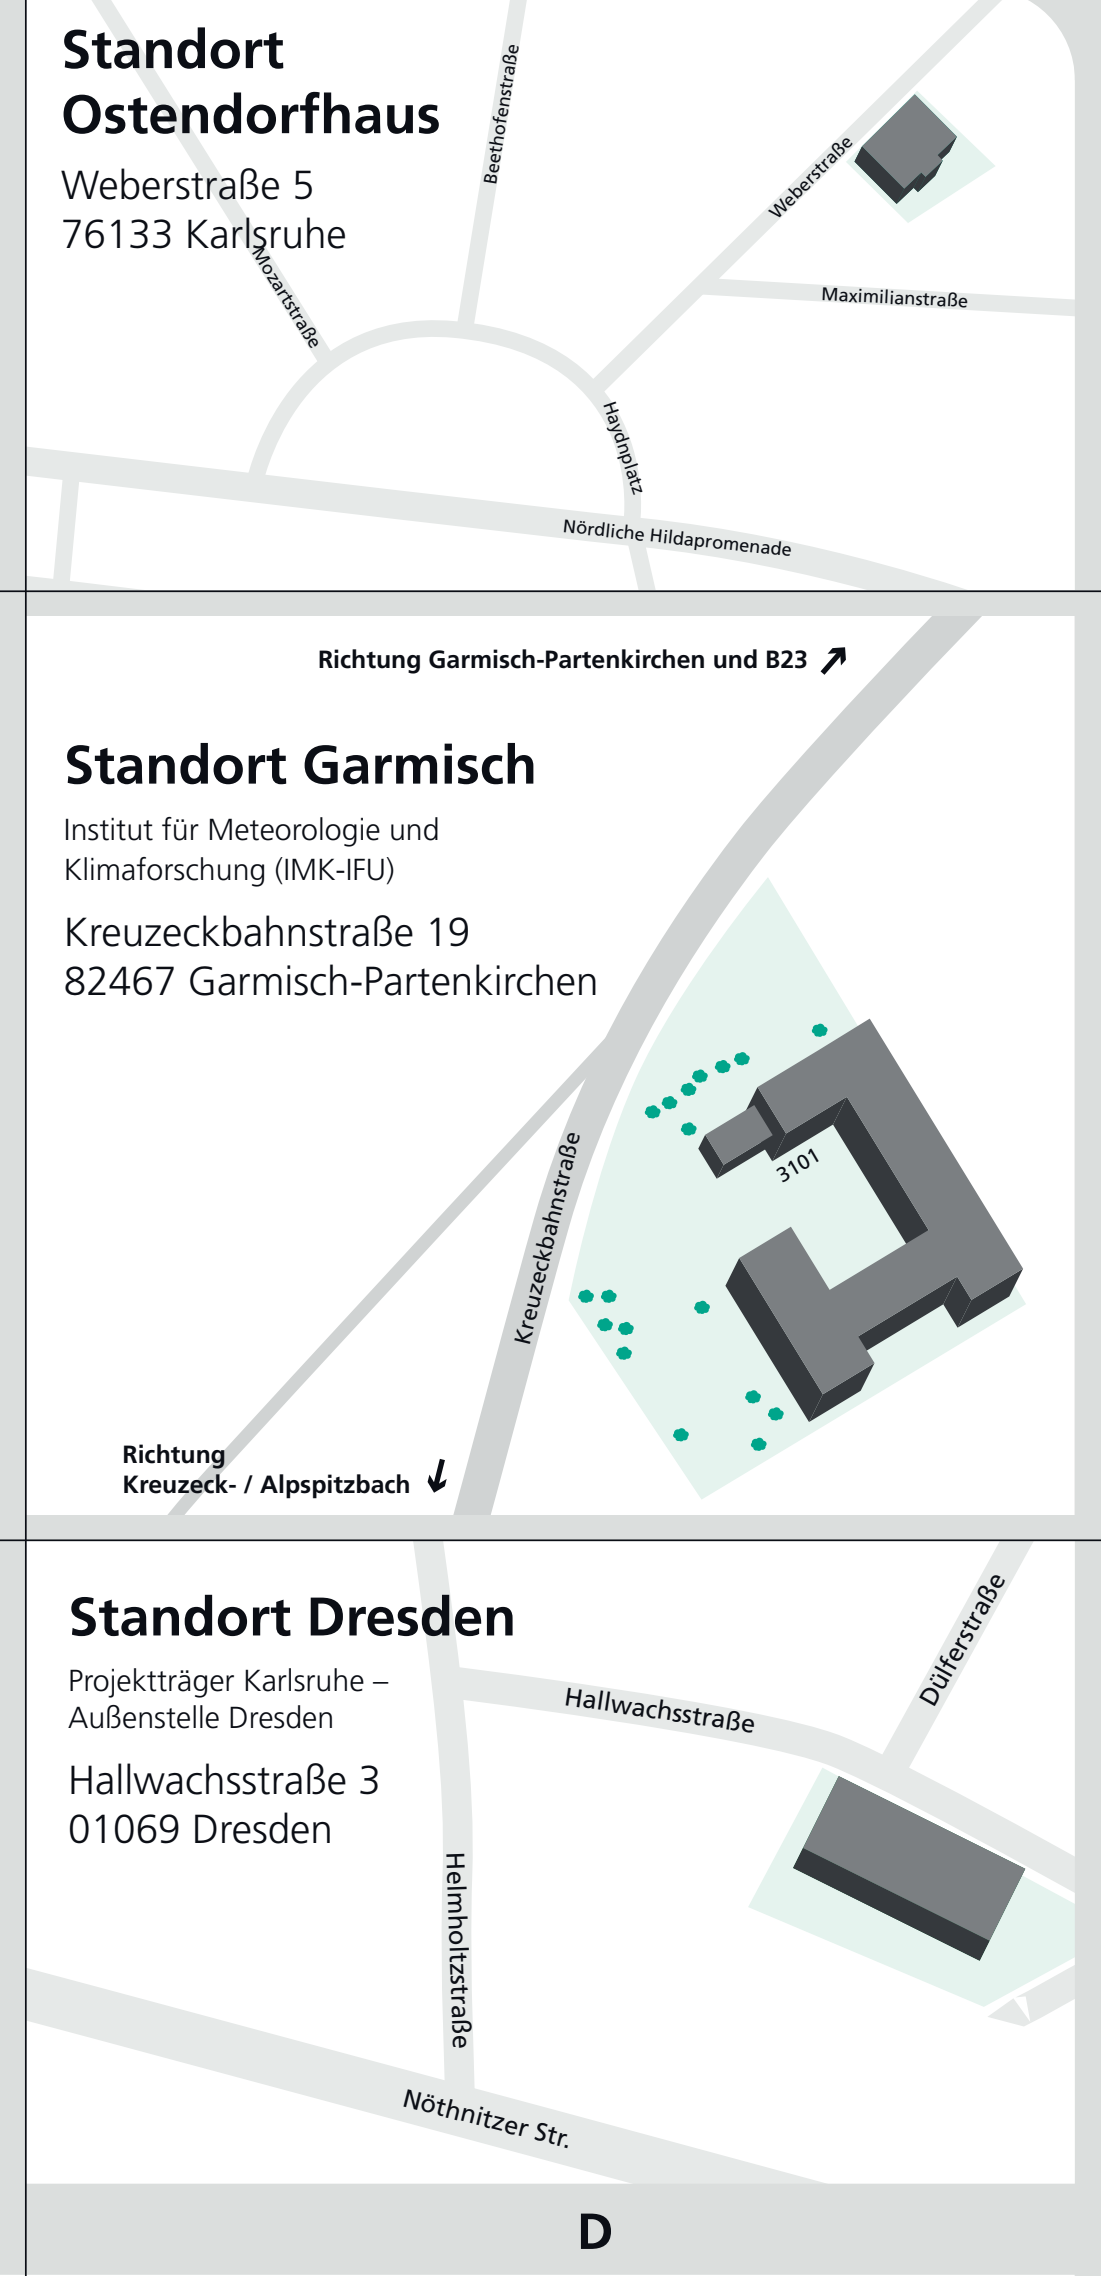 Standort
Ostendorfhaus
Weberstraße 5
76133 Karlsruhe
Mozartstraße
Beethofenstraße
Weberstraße
Maximilianstraße
Haydnplatz
Nördliche Hildapromenade
Richtung Garmisch-Partenkirchen und B23
Standort Garmisch
Institut für Meteorologie und
Klimaforschung (IMK-IFU)
Kreuzeckbahnstraße 19
82467 Garmisch-Partenkirchen
3101
Kreuzeckbahnstraße
Richtung
Kreuzeck- / Alpspitzbach
Standort Dresden
Projektträger Karlsruhe –
Außenstelle Dresden
Hallwachsstraße 3
01069 Dresden
Hallwachsstraße
Dülferstraße
Helmholtzstraße
Nöthnitzer Str.
D